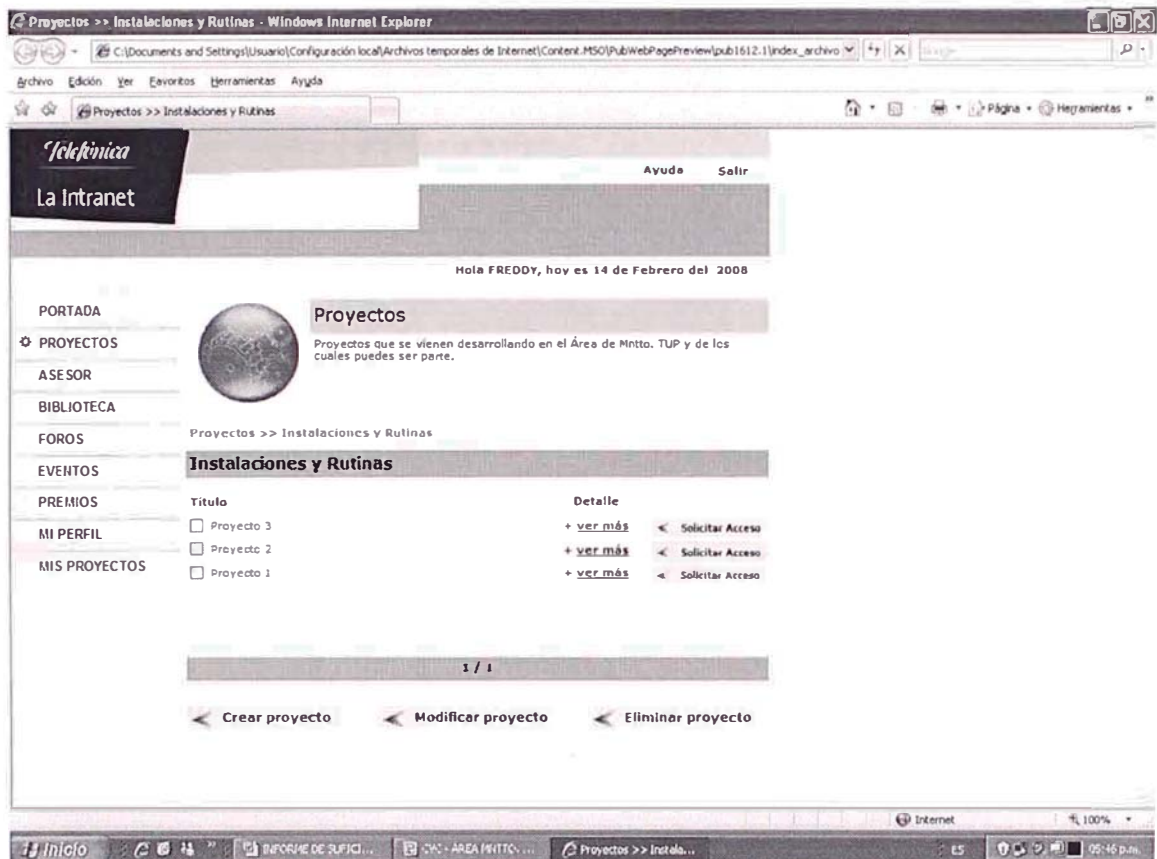 Proyectos >> Instalaciones y Rutinas - Windows Internet Explorer
C:\Documents and Settings\Usuario\Configuración local\Archivos temporales de Internet\Content.MSO\PubWebPagePreview\pub1612.1\index_archivo
Archivo Edición Ver Favoritos Herramientas Ayuda
Proyectos >> Instalaciones y Rutinas
Página Herramientas
Telefónica
La Intranet
Ayuda Salir
Hola FREDDY, hoy es 14 de Febrero del 2008
PORTADA
PROYECTOS
ASESOR
BIBLIOTECA
FOROS
EVENTOS
PREMIOS
MI PERFIL
MIS PROYECTOS
Proyectos
Proyectos que se vienen desarrollando en el Área de Mntto. TUP y de los
cuales puedes ser parte.
Proyectos >> Instalaciones y Rutinas
Instalaciones y Rutinas
Titulo Detalle
Proyecto 3 + ver más Solicitar Acceso
Proyecto 2 + ver más Solicitar Acceso
Proyecto 1 + ver más Solicitar Acceso
1 / 1
Crear proyecto Modificar proyecto Eliminar proyecto
Internet 100%
Inicio INFORME DE SUFICI... AREA MNTTO... Proyectos >> Instala... ES 05:46 p.m.